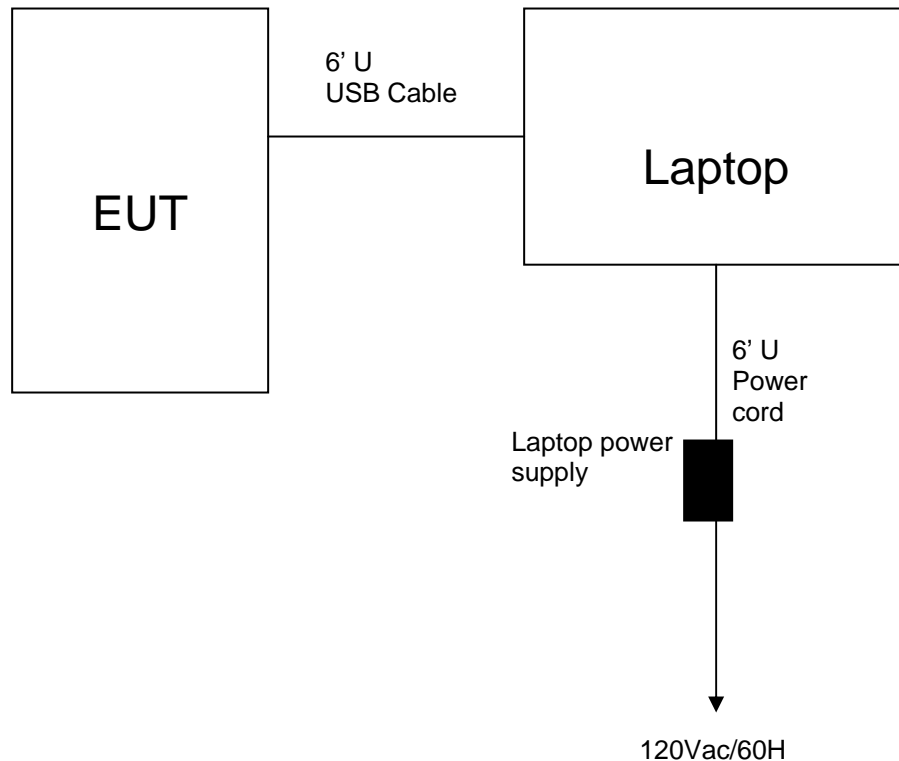 6’ U
USB Cable
EUT
Laptop
6’ U
Power
cord
Laptop power
supply
120Vac/60H